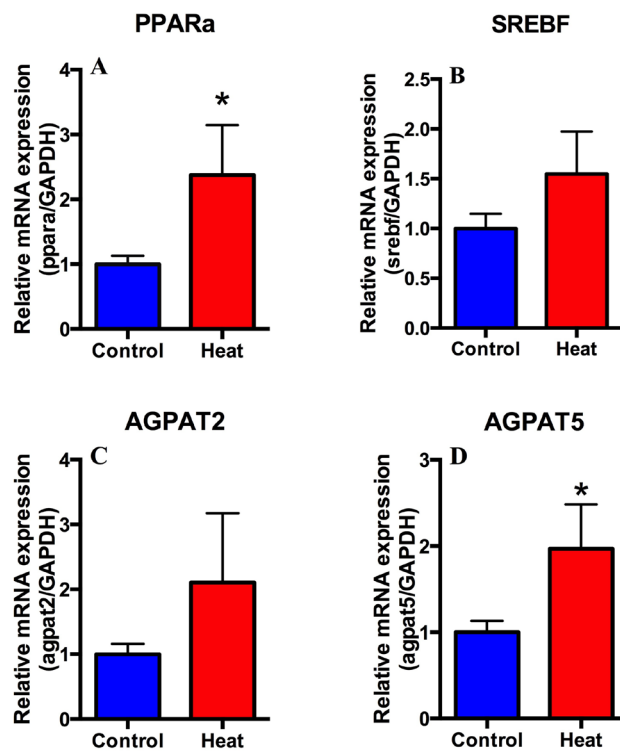 PPARa
A
Relative mRNA expression
(ppara/GAPDH)
4
3
2
1
0
*
Control Heat
SREBF
B
Relative mRNA expression
(srebf/GAPDH)
2.5
2.0
1.5
1.0
0.5
0.0
Control Heat
AGPAT2
C
Relative mRNA expression
(agpat2/GAPDH)
4
3
2
1
0
Control Heat
AGPAT5
D
Relative mRNA expression
(agpat5/GAPDH)
3
2
1
0
*
Control Heat